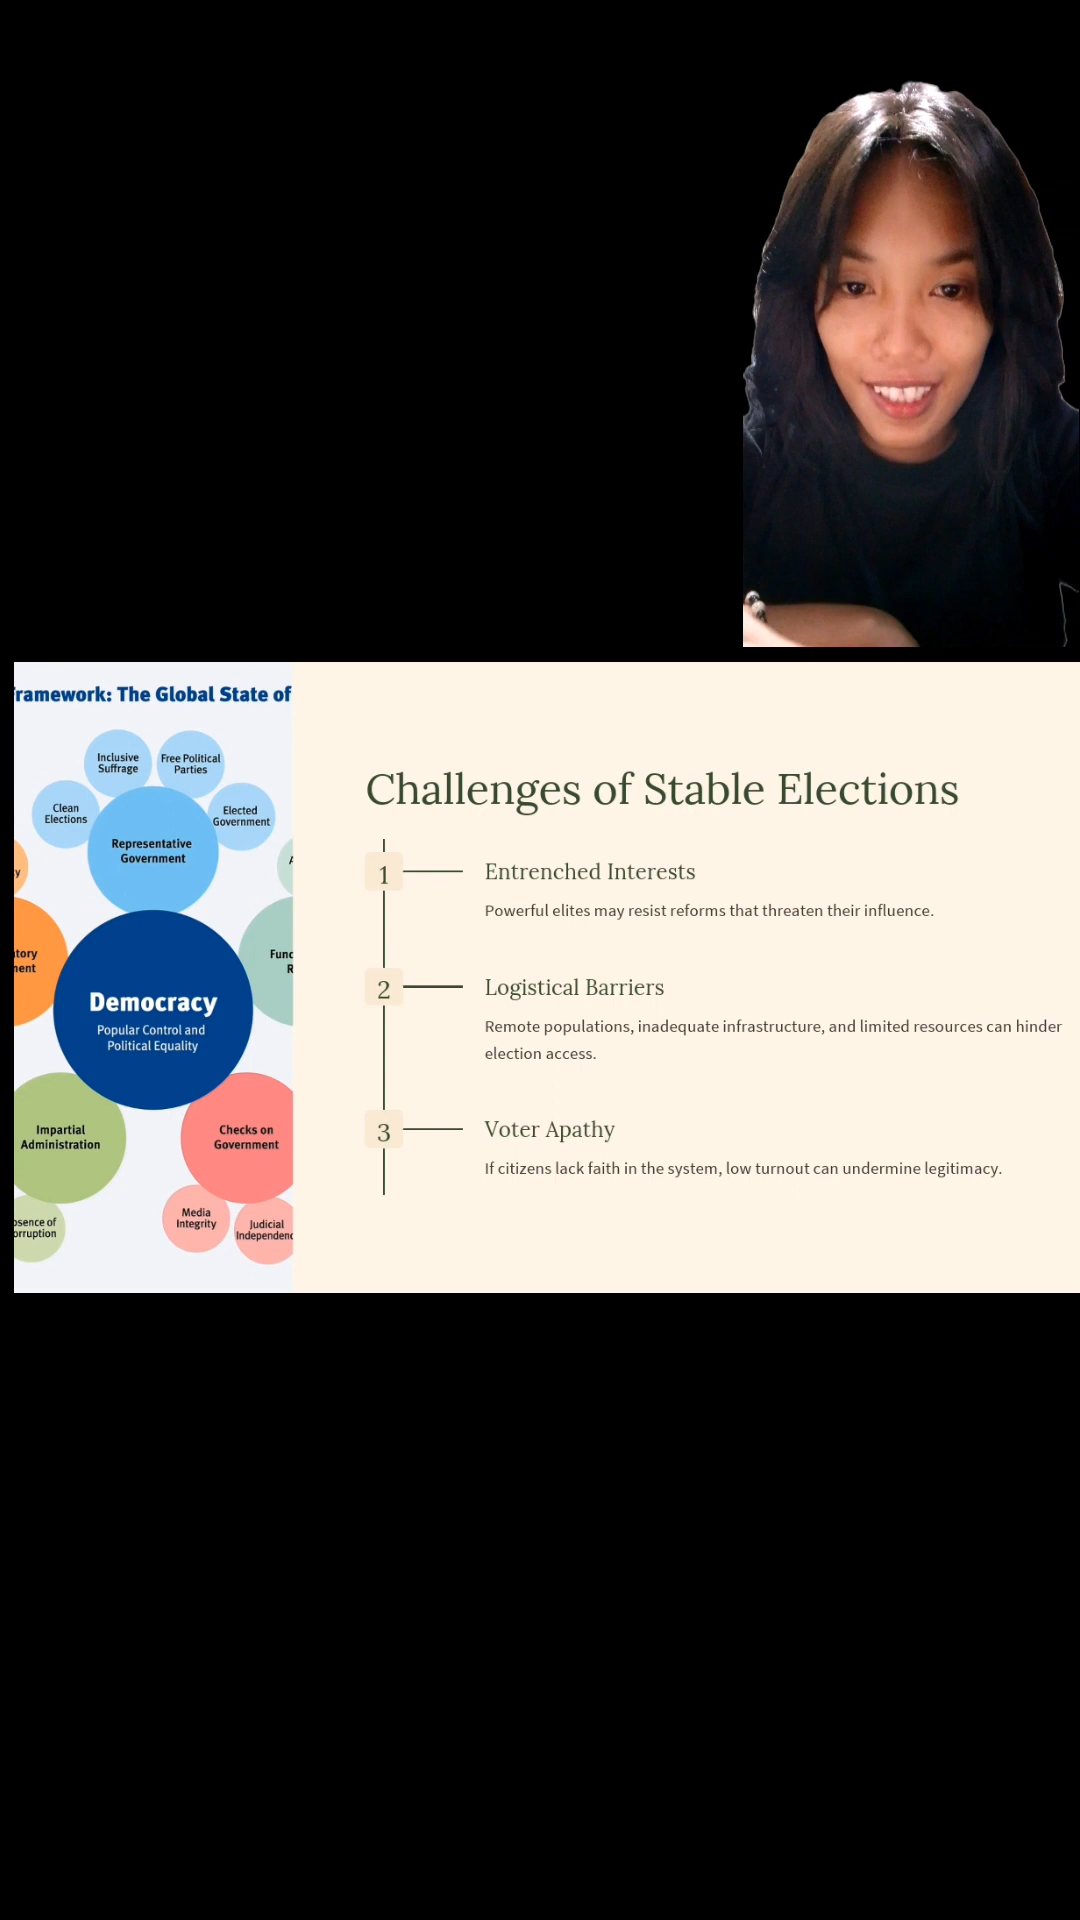 Framework: The Global State of
Inclusive
Suffrage
Free Political
Parties
Clean
Elections
Elected
Government
Representative
Government
Democracy
Popular Control and
Political Equality
Impartial
Administration
Checks on
Government
Media
Integrity
Judicial
Challenges of Stable Elections
1
Entrenched Interests
Powerful elites may resist reforms that threaten their influence.
2
Logistical Barriers
Remote populations, inadequate infrastructure, and limited resources can hinder
election access.
3
Voter Apathy
If citizens lack faith in the system, low turnout can undermine legitimacy.